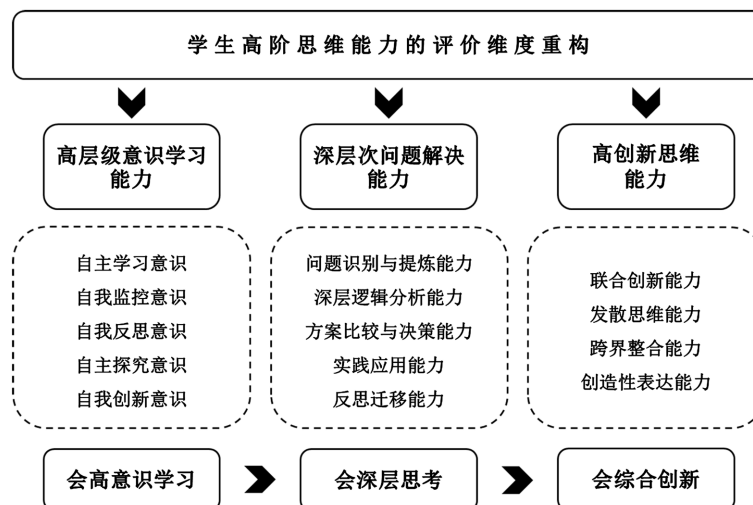 学生高阶思维能力的评价维度重构
高层级意识学习
能力
深层次问题解决
能力
高创新思维
能力
自主学习意识
自我监控意识
自我反思意识
自主探究意识
自我创新意识
问题识别与提炼能力
深层逻辑分析能力
方案比较与决策能力
实践应用能力
反思迁移能力
联合创新能力
发散思维能力
跨界整合能力
创造性表达能力
会高意识学习
会深层思考
会综合创新